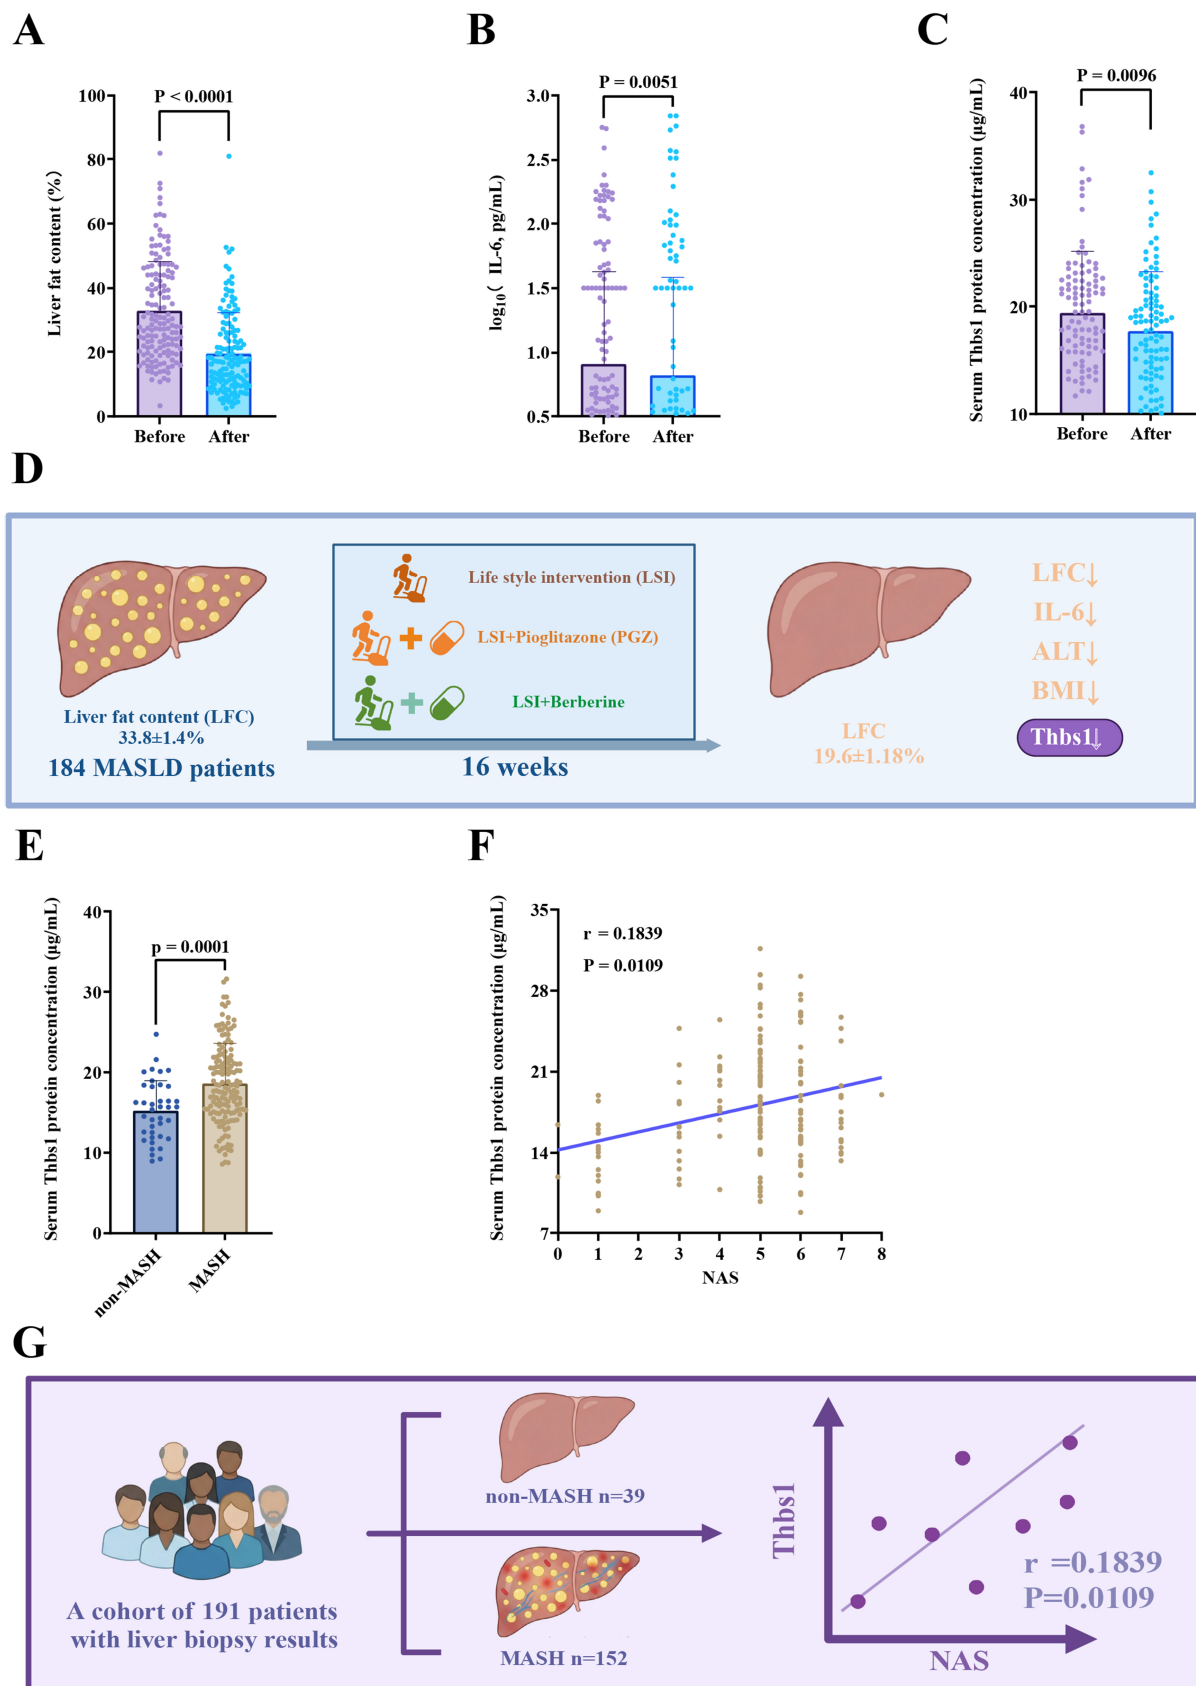 A
P < 0.0001
Liver fat content (%)
100
80
60
40
20
0
Before
After
B
P = 0.0051
log10( IL-6, pg/mL)
3.0
2.5
2.0
1.5
1.0
0.5
Before
After
C
P = 0.0096
Serum Thbs1 protein concentration (μg/mL)
40
30
20
10
Before
After
D
Liver fat content (LFC)
33.8±1.4%
184 MASLD patients
Life style intervention (LSI)
LSI+Pioglitazone (PGZ)
LSI+Berberine
16 weeks
LFC
19.6±1.18%
LFC↓
IL-6↓
ALT↓
BMI↓
Thbs1↓
E
p = 0.0001
Serum Thbs1 protein concentration (μg/mL)
40
30
20
10
0
non-MASH
MASH
F
r = 0.1839
P = 0.0109
Serum Thbs1 protein concentration (μg/mL)
35
28
21
14
7
0
1
2
3
4
5
6
7
8
NAS
G
A cohort of 191 patients
with liver biopsy results
non-MASH n=39
MASH n=152
Thbs1
r =0.1839
P=0.0109
NAS